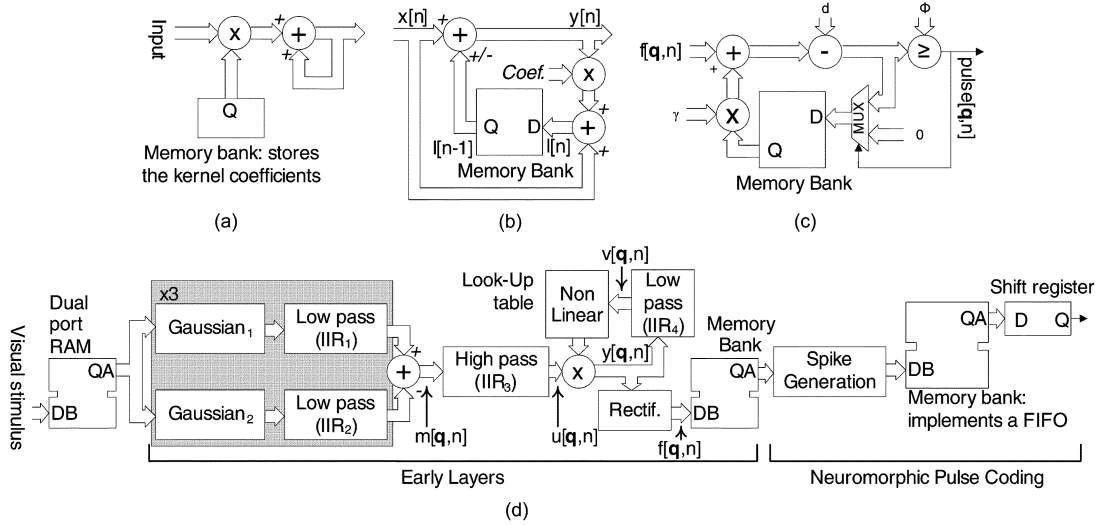 Input
x
+
+
+
Q
Memory bank: stores
the kernel coefficients
(a)
x[n]
y[n]
+
+
+/-
Coef.
x
+
+
+
Q
D
I[n-1]
I[n]
Memory Bank
(b)
d
Φ
f[q,n]
+
+
-
≥
pulse[q,n]
γ
X
D
MUX
0
Q
Memory Bank
(c)
Visual stimulus
Dual
port
RAM
QA
DB
x3
Gaussian1
Low pass
(IIR1)
Gaussian2
Low pass
(IIR2)
+
+
-
m[q,n]
High pass
(IIR3)
u[q,n]
x
Look-Up
table
Non
Linear
v[q,n]
Low
pass
(IIR4)
y[q,n]
Rectif.
f[q,n]
Memory
Bank
QA
DB
Spike
Generation
QA
DB
Memory bank:
implements a FIFO
Shift register
D
Q
Early Layers
Neuromorphic Pulse Coding
(d)